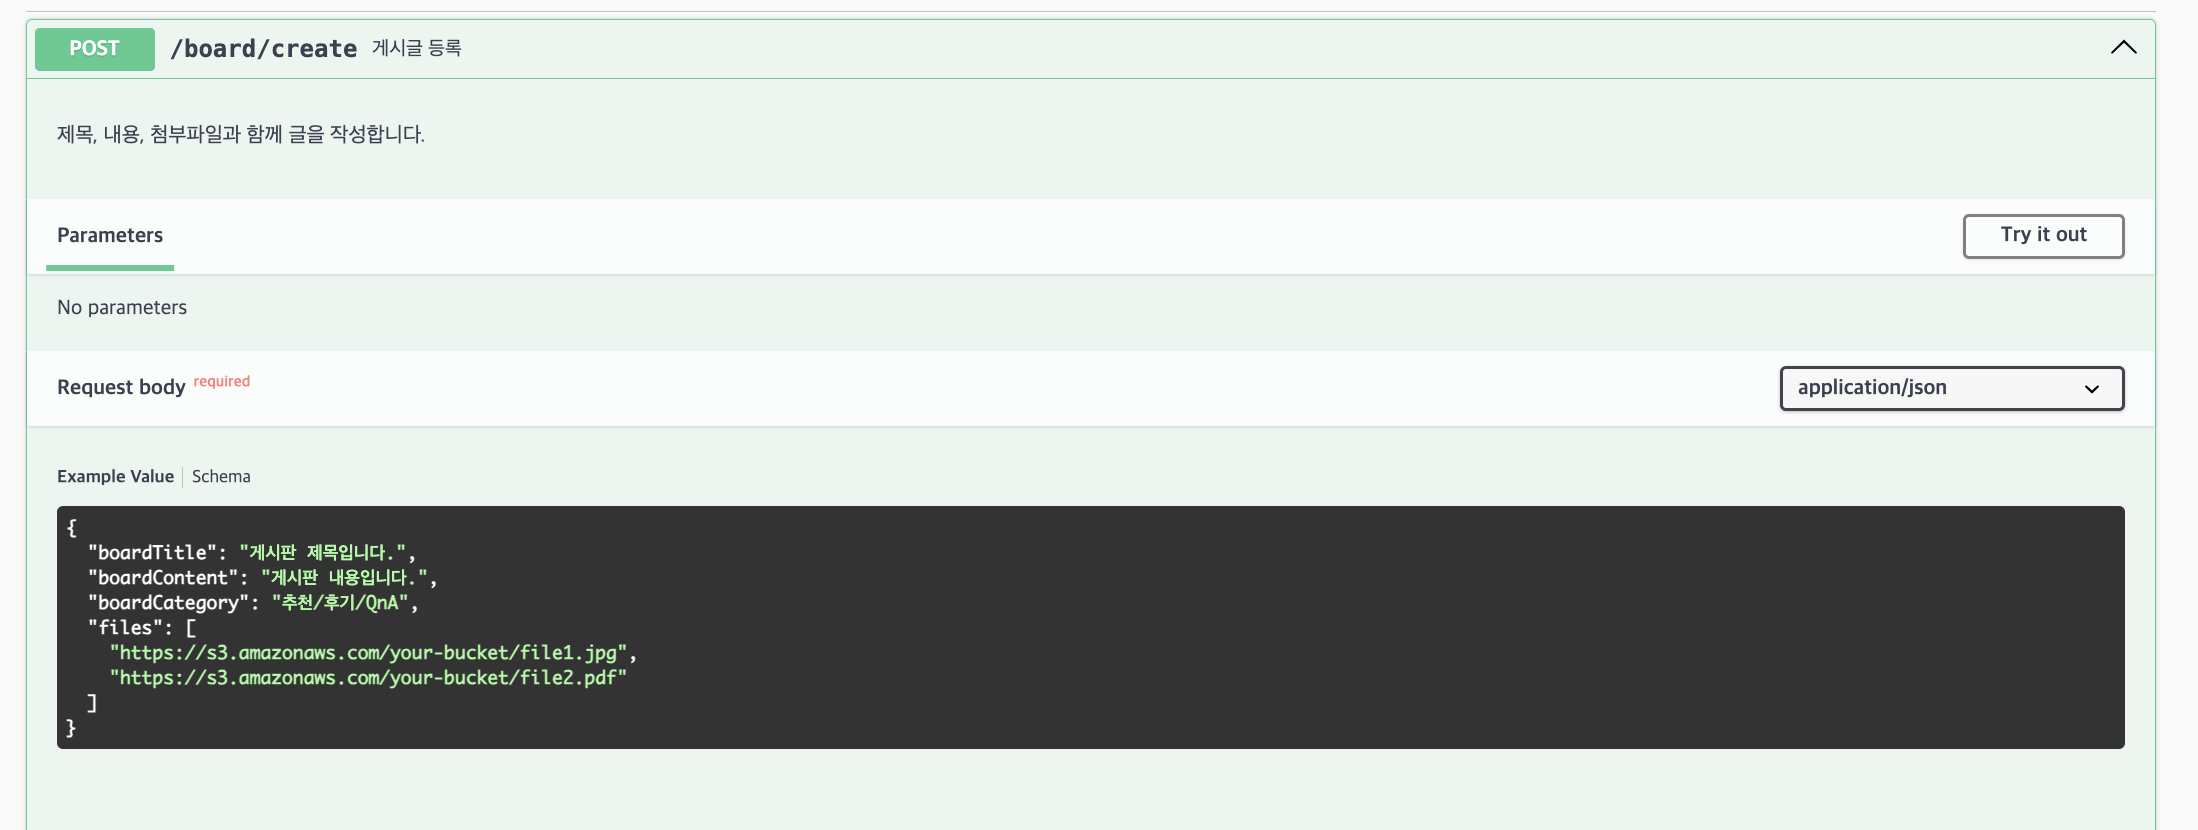 POST /board/create 게시글 등록
제목, 내용, 첨부파일과 함께 글을 작성합니다.
Parameters
Try it out
No parameters
Request body required
application/json
Example Value
Schema
{
  "boardTitle": "게시판 제목입니다.",
  "boardContent": "게시판 내용입니다.",
  "boardCategory": "추천/후기/QnA",
  "files": [
    "https://s3.amazonaws.com/your-bucket/file1.jpg",
    "https://s3.amazonaws.com/your-bucket/file2.pdf"
  ]
}